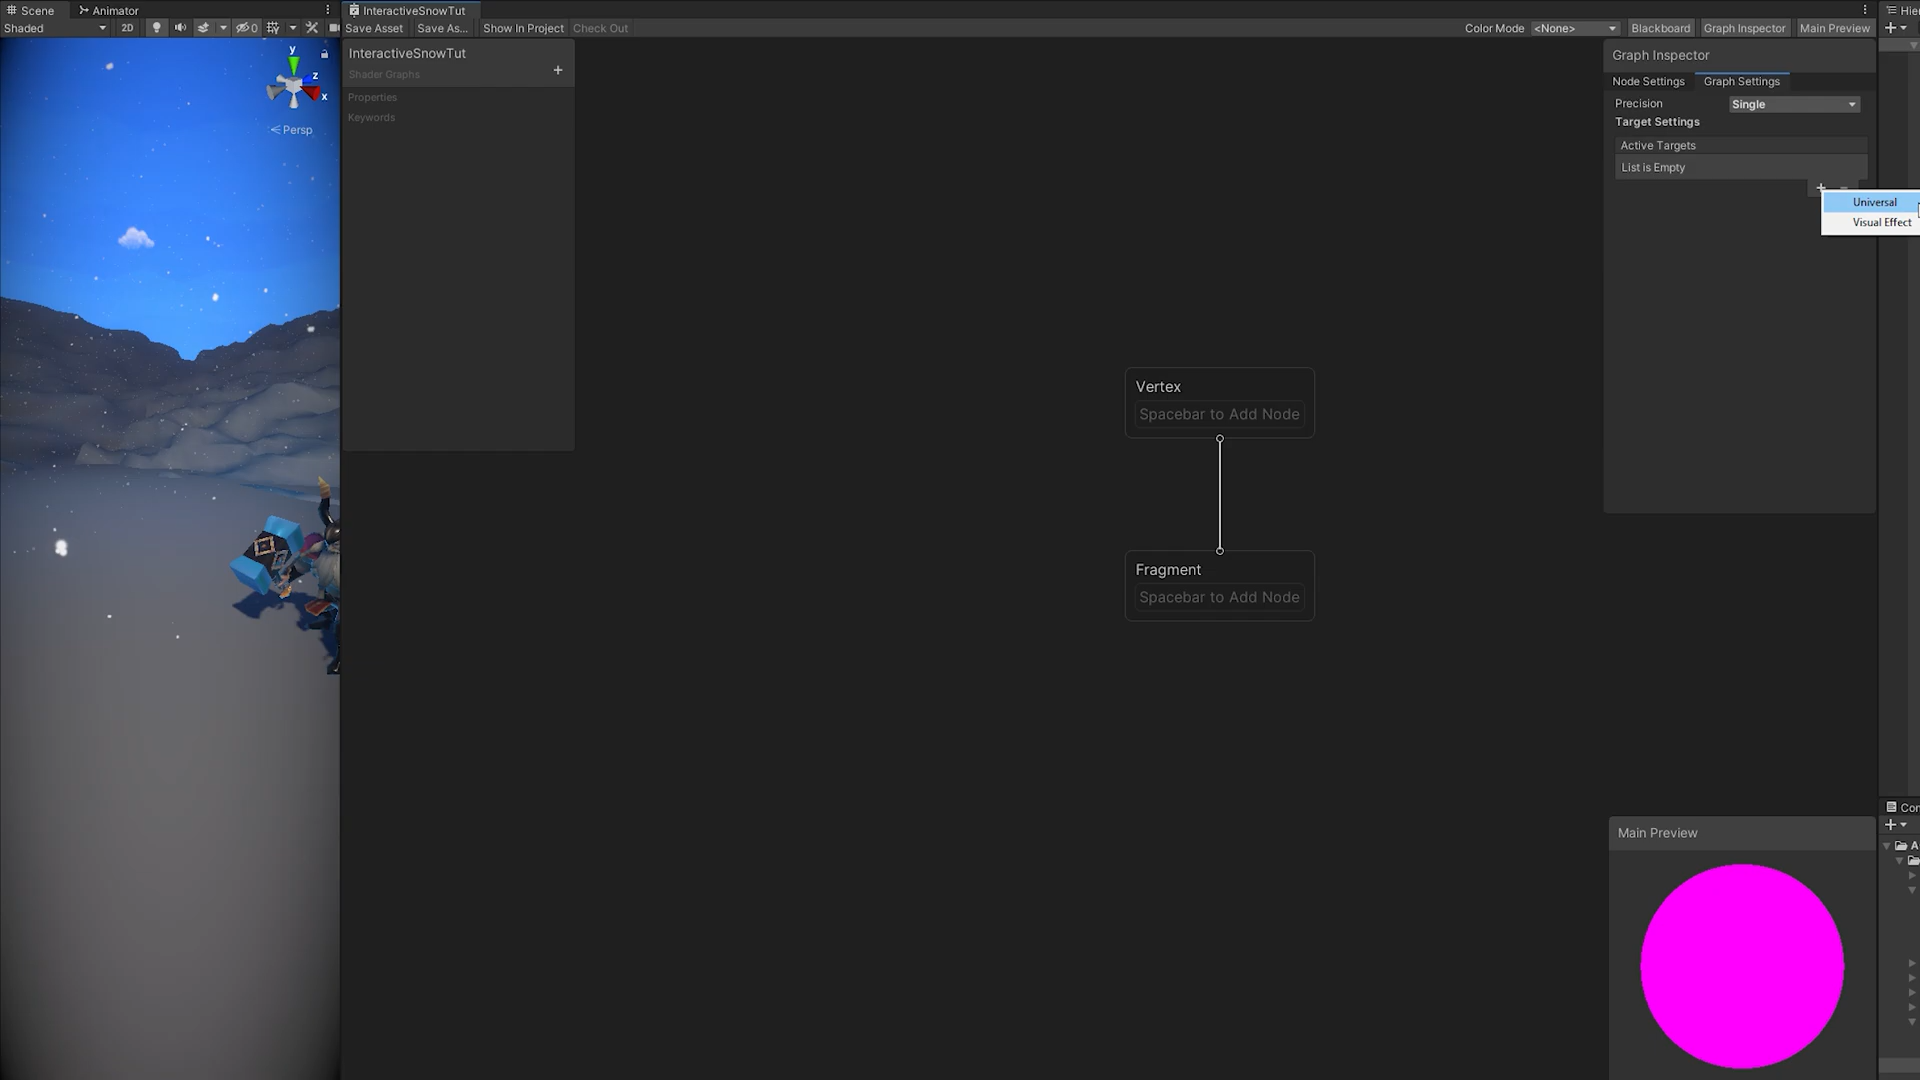 Scene
Animator
InteractiveSnowTut
Hier
Shaded
2D
0
Save Asset
Save As...
Show In Project
Check Out
Color Mode
<None>
Blackboard
Graph Inspector
Main Preview
InteractiveSnowTut
Shader Graphs
Properties
Keywords
y
z
x
Persp
Graph Inspector
Node Settings
Graph Settings
Precision
Single
Target Settings
Active Targets
List is Empty
Universal
Visual Effect
Vertex
Spacebar to Add Node
Fragment
Spacebar to Add Node
Con
A
Main Preview